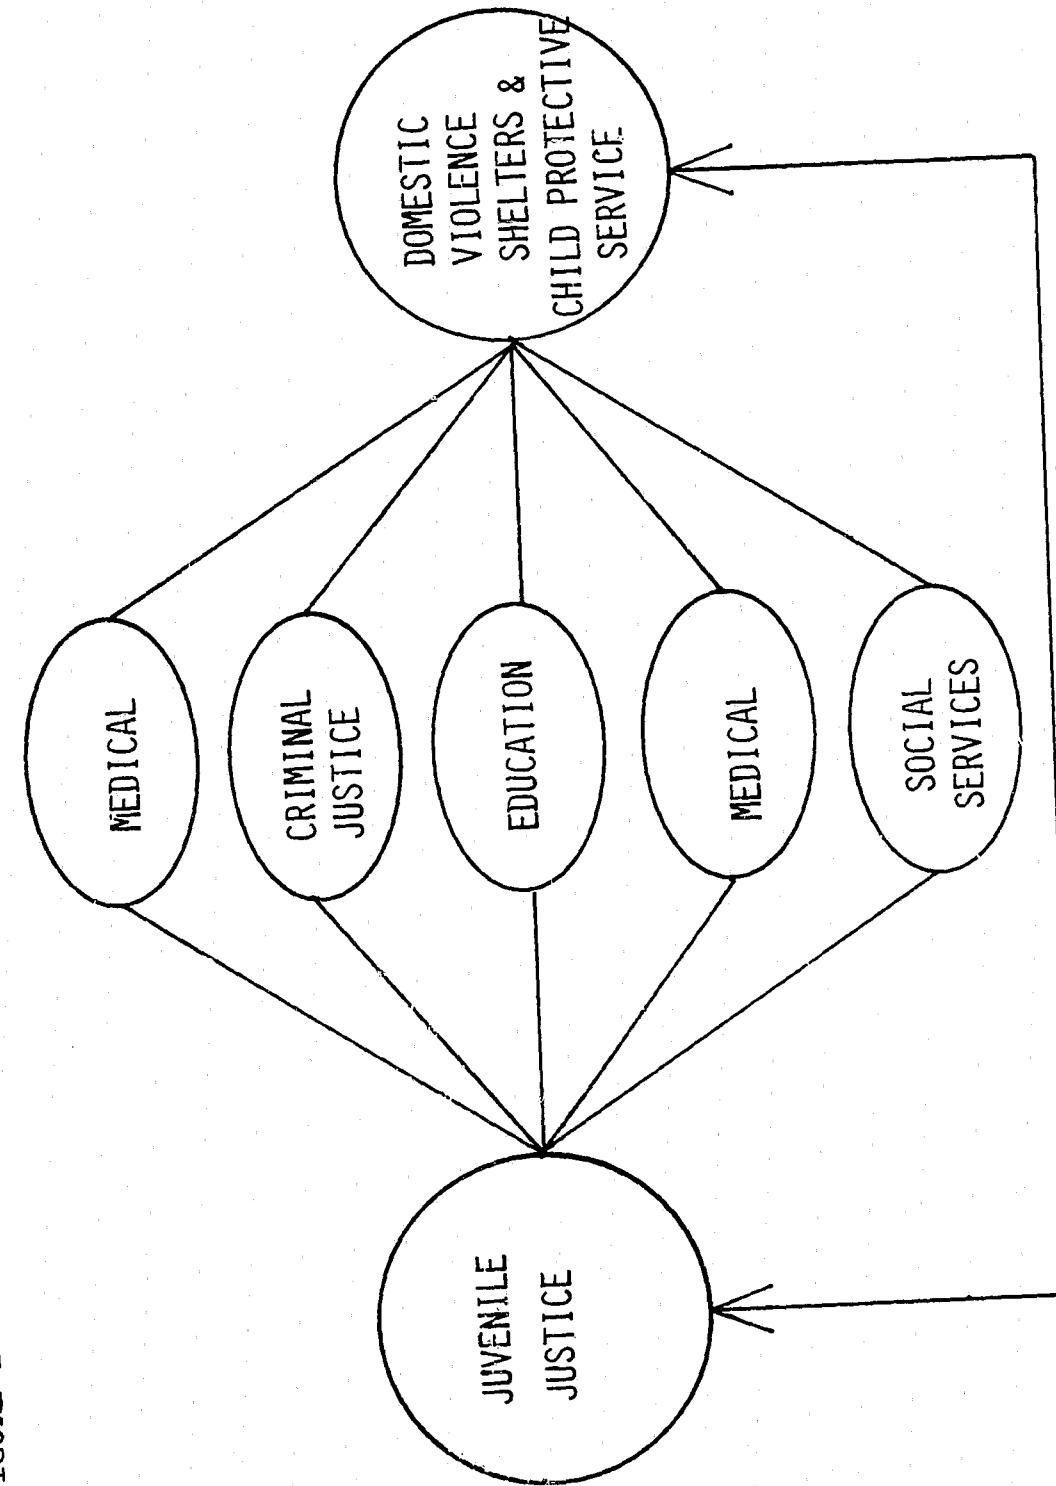 JUVENILE
JUSTICE
MEDICAL
CRIMINAL
JUSTICE
EDUCATION
MEDICAL
SOCIAL
SERVICES
DOMESTIC
VIOLENCE
SHELTERS &
CHILD PROTECTIVE
SERVICE